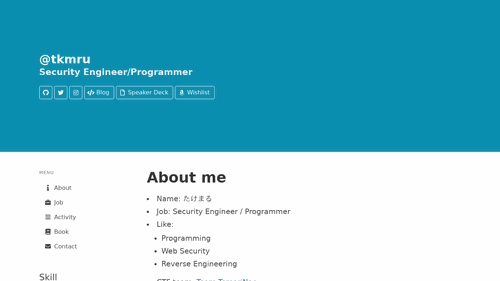 @tkmru
Security Engineer/Programmer
Blog
Speaker Deck
Wishlist
MENU
About
Job
Activity
Book
Contact
Skill
About me
Name: たけまる
Job: Security Engineer / Programmer
Like:
Programming
Web Security
Reverse Engineering